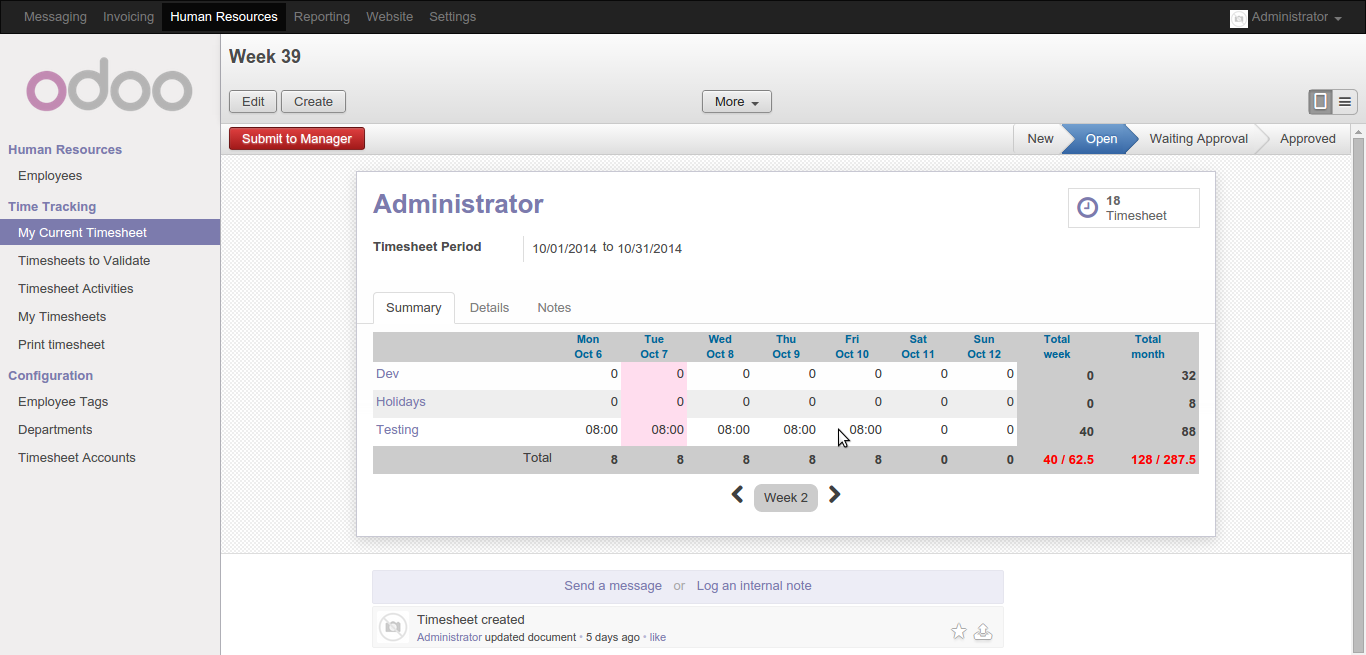 Messaging Invoicing Human Resources Reporting Website Settings Administrator
odoo
Human Resources
Employees
Time Tracking
My Current Timesheet
Timesheets to Validate
Timesheet Activities
My Timesheets
Print timesheet
Configuration
Employee Tags
Departments
Timesheet Accounts
Week 39
Edit Create More
Submit to Manager New Open Waiting Approval Approved
Administrator
18
Timesheet
Timesheet Period 10/01/2014 to 10/31/2014
Summary Details Notes
Mon Tue Wed Thu Fri Sat Sun Total Total
Oct 6 Oct 7 Oct 8 Oct 9 Oct 10 Oct 11 Oct 12 week month
Dev 0 0 0 0 0 0 0 0 32
Holidays 0 0 0 0 0 0 0 0 8
Testing 08:00 08:00 08:00 08:00 08:00 0 0 40 88
Total 8 8 8 8 8 0 0 40 / 62.5 128 / 287.5
Week 2
Send a message or Log an internal note
Timesheet created
Administrator updated document • 5 days ago • like